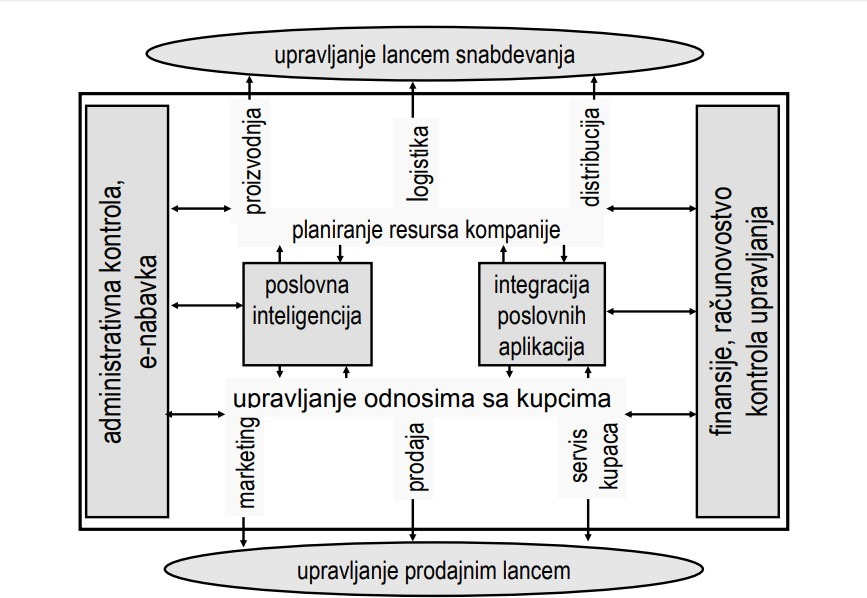 upravljanje lancem snabdevanja
proizvodnja
logistika
distribucija
administrativna kontrola,
e-nabavka
planiranje resursa kompanije
finansije, računovostvo
kontrola upravljanja
poslovna
inteligencija
integracija
poslovnih
aplikacija
upravljanje odnosima sa kupcima
marketing
prodaja
servis
kupaca
upravljanje prodajnim lancem